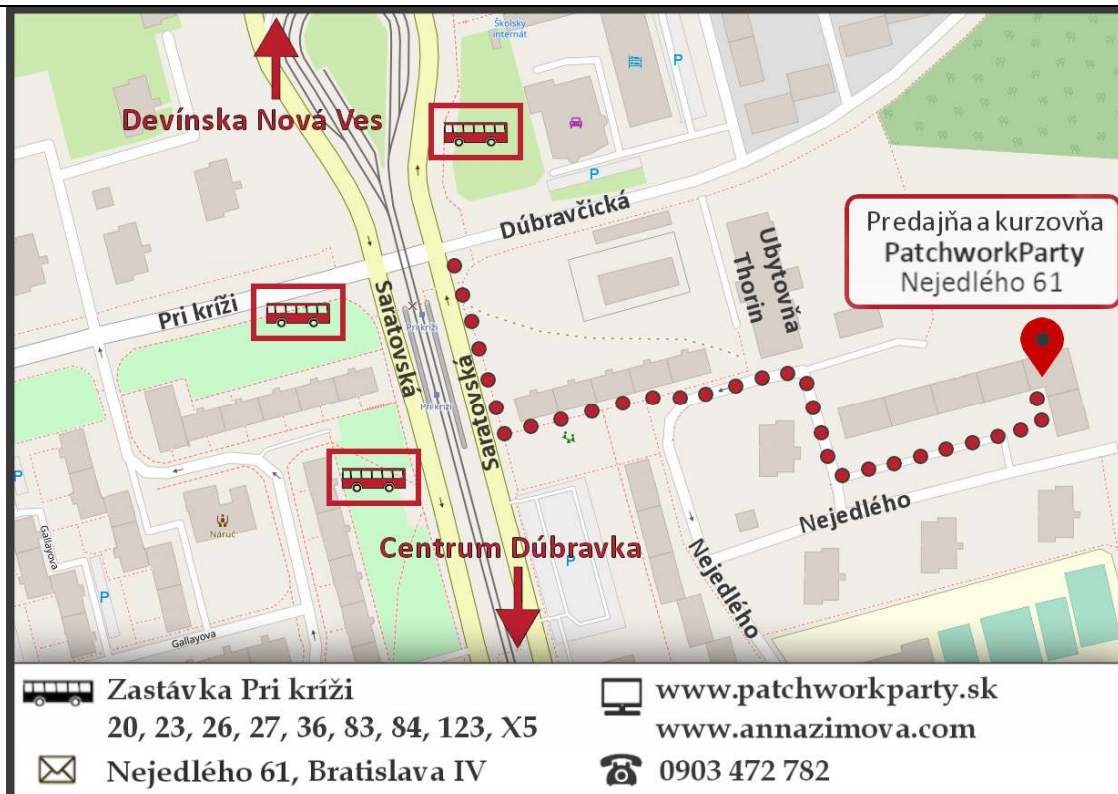 Školský
internát
P
Devínska Nová Ves
P
Dúbravčická
Predajňa a kurzovňa
PatchworkParty
Nejedlého 61
Ubytovňa
Thorin
Pri kríži
Saratovská
Pri kríži
Saratovská
Pri kríži
P
Gallayova
Náruč
Nejedlého
Centrum Dúbravka
P
P
Nejedlého
Gallayova
Zastávka Pri kríži
20, 23, 26, 27, 36, 83, 84, 123, X5
Nejedlého 61, Bratislava IV
www.patchworkparty.sk
www.annazimova.com
0903 472 782